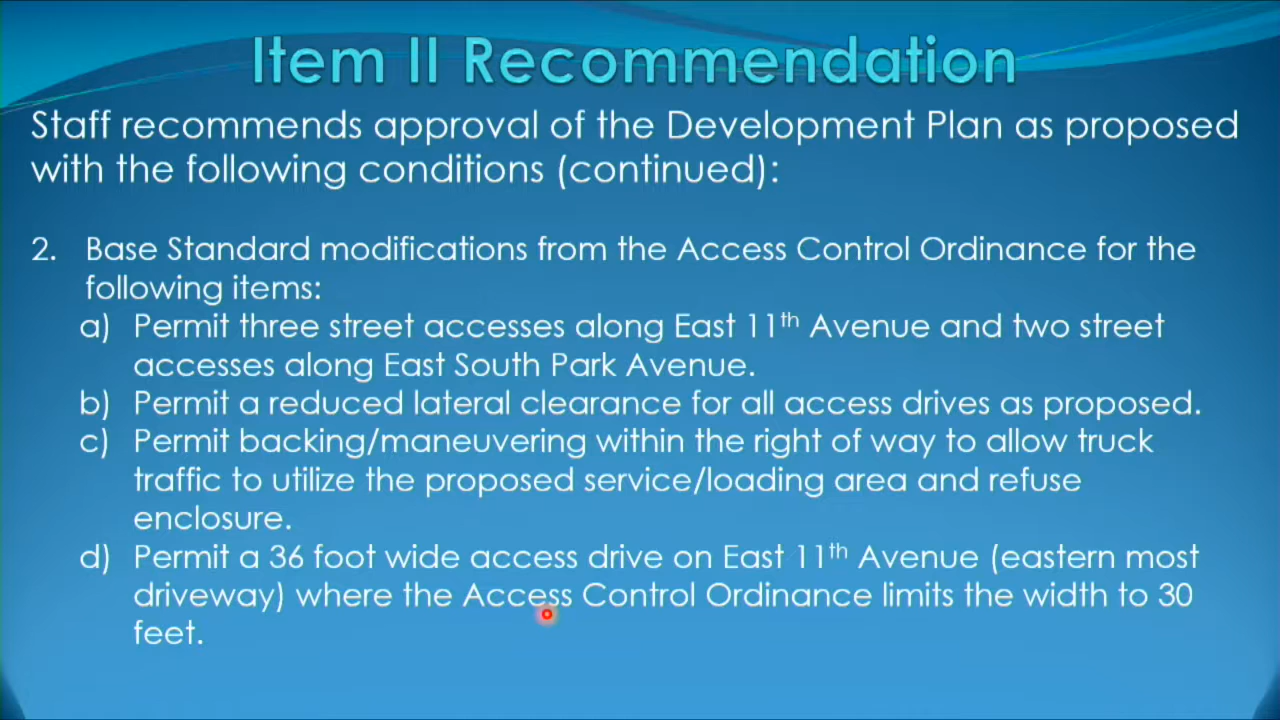 Item II Recommendation
Staff recommends approval of the Development Plan as proposed
with the following conditions (continued):
2. Base Standard modifications from the Access Control Ordinance for the
following items:
a) Permit three street accesses along East 11th Avenue and two street
accesses along East South Park Avenue.
b) Permit a reduced lateral clearance for all access drives as proposed.
c) Permit backing/maneuvering within the right of way to allow truck
traffic to utilize the proposed service/loading area and refuse
enclosure.
d) Permit a 36 foot wide access drive on East 11th Avenue (eastern most
driveway) where the Access Control Ordinance limits the width to 30
feet.